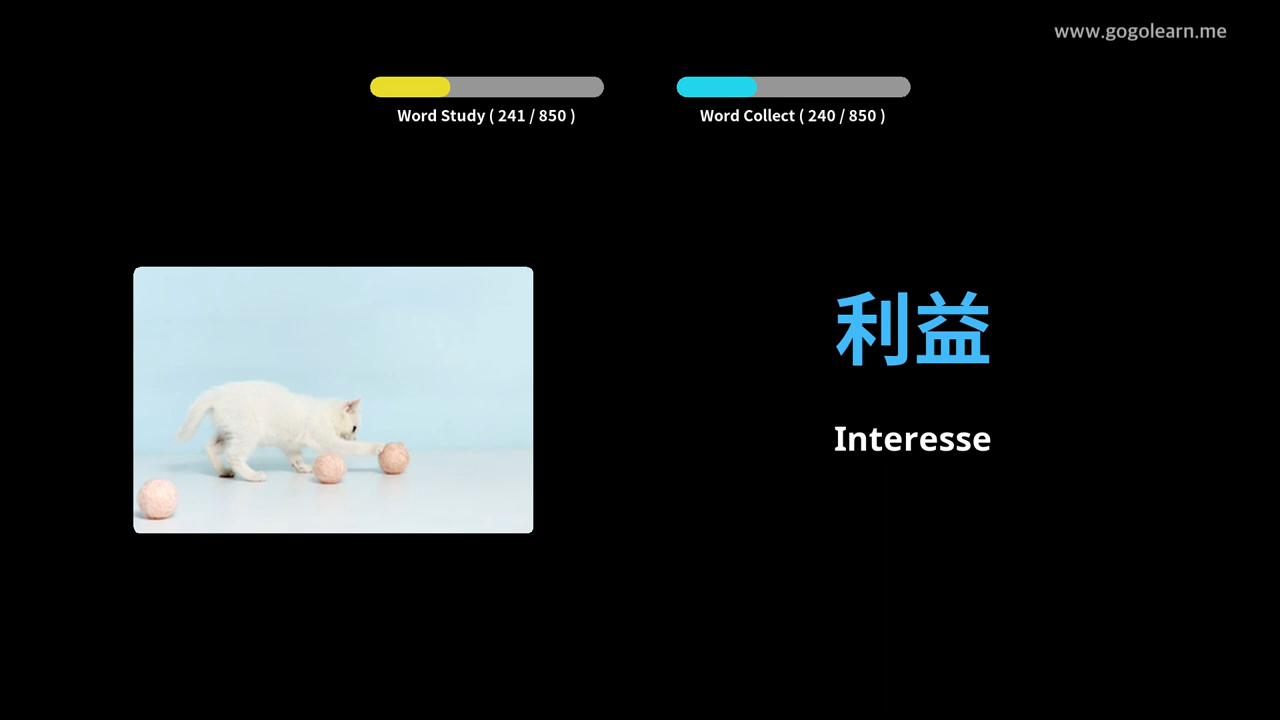 www.gogolearn.me
Word Study ( 241 / 850 )
Word Collect ( 240 / 850 )
利益
Interesse